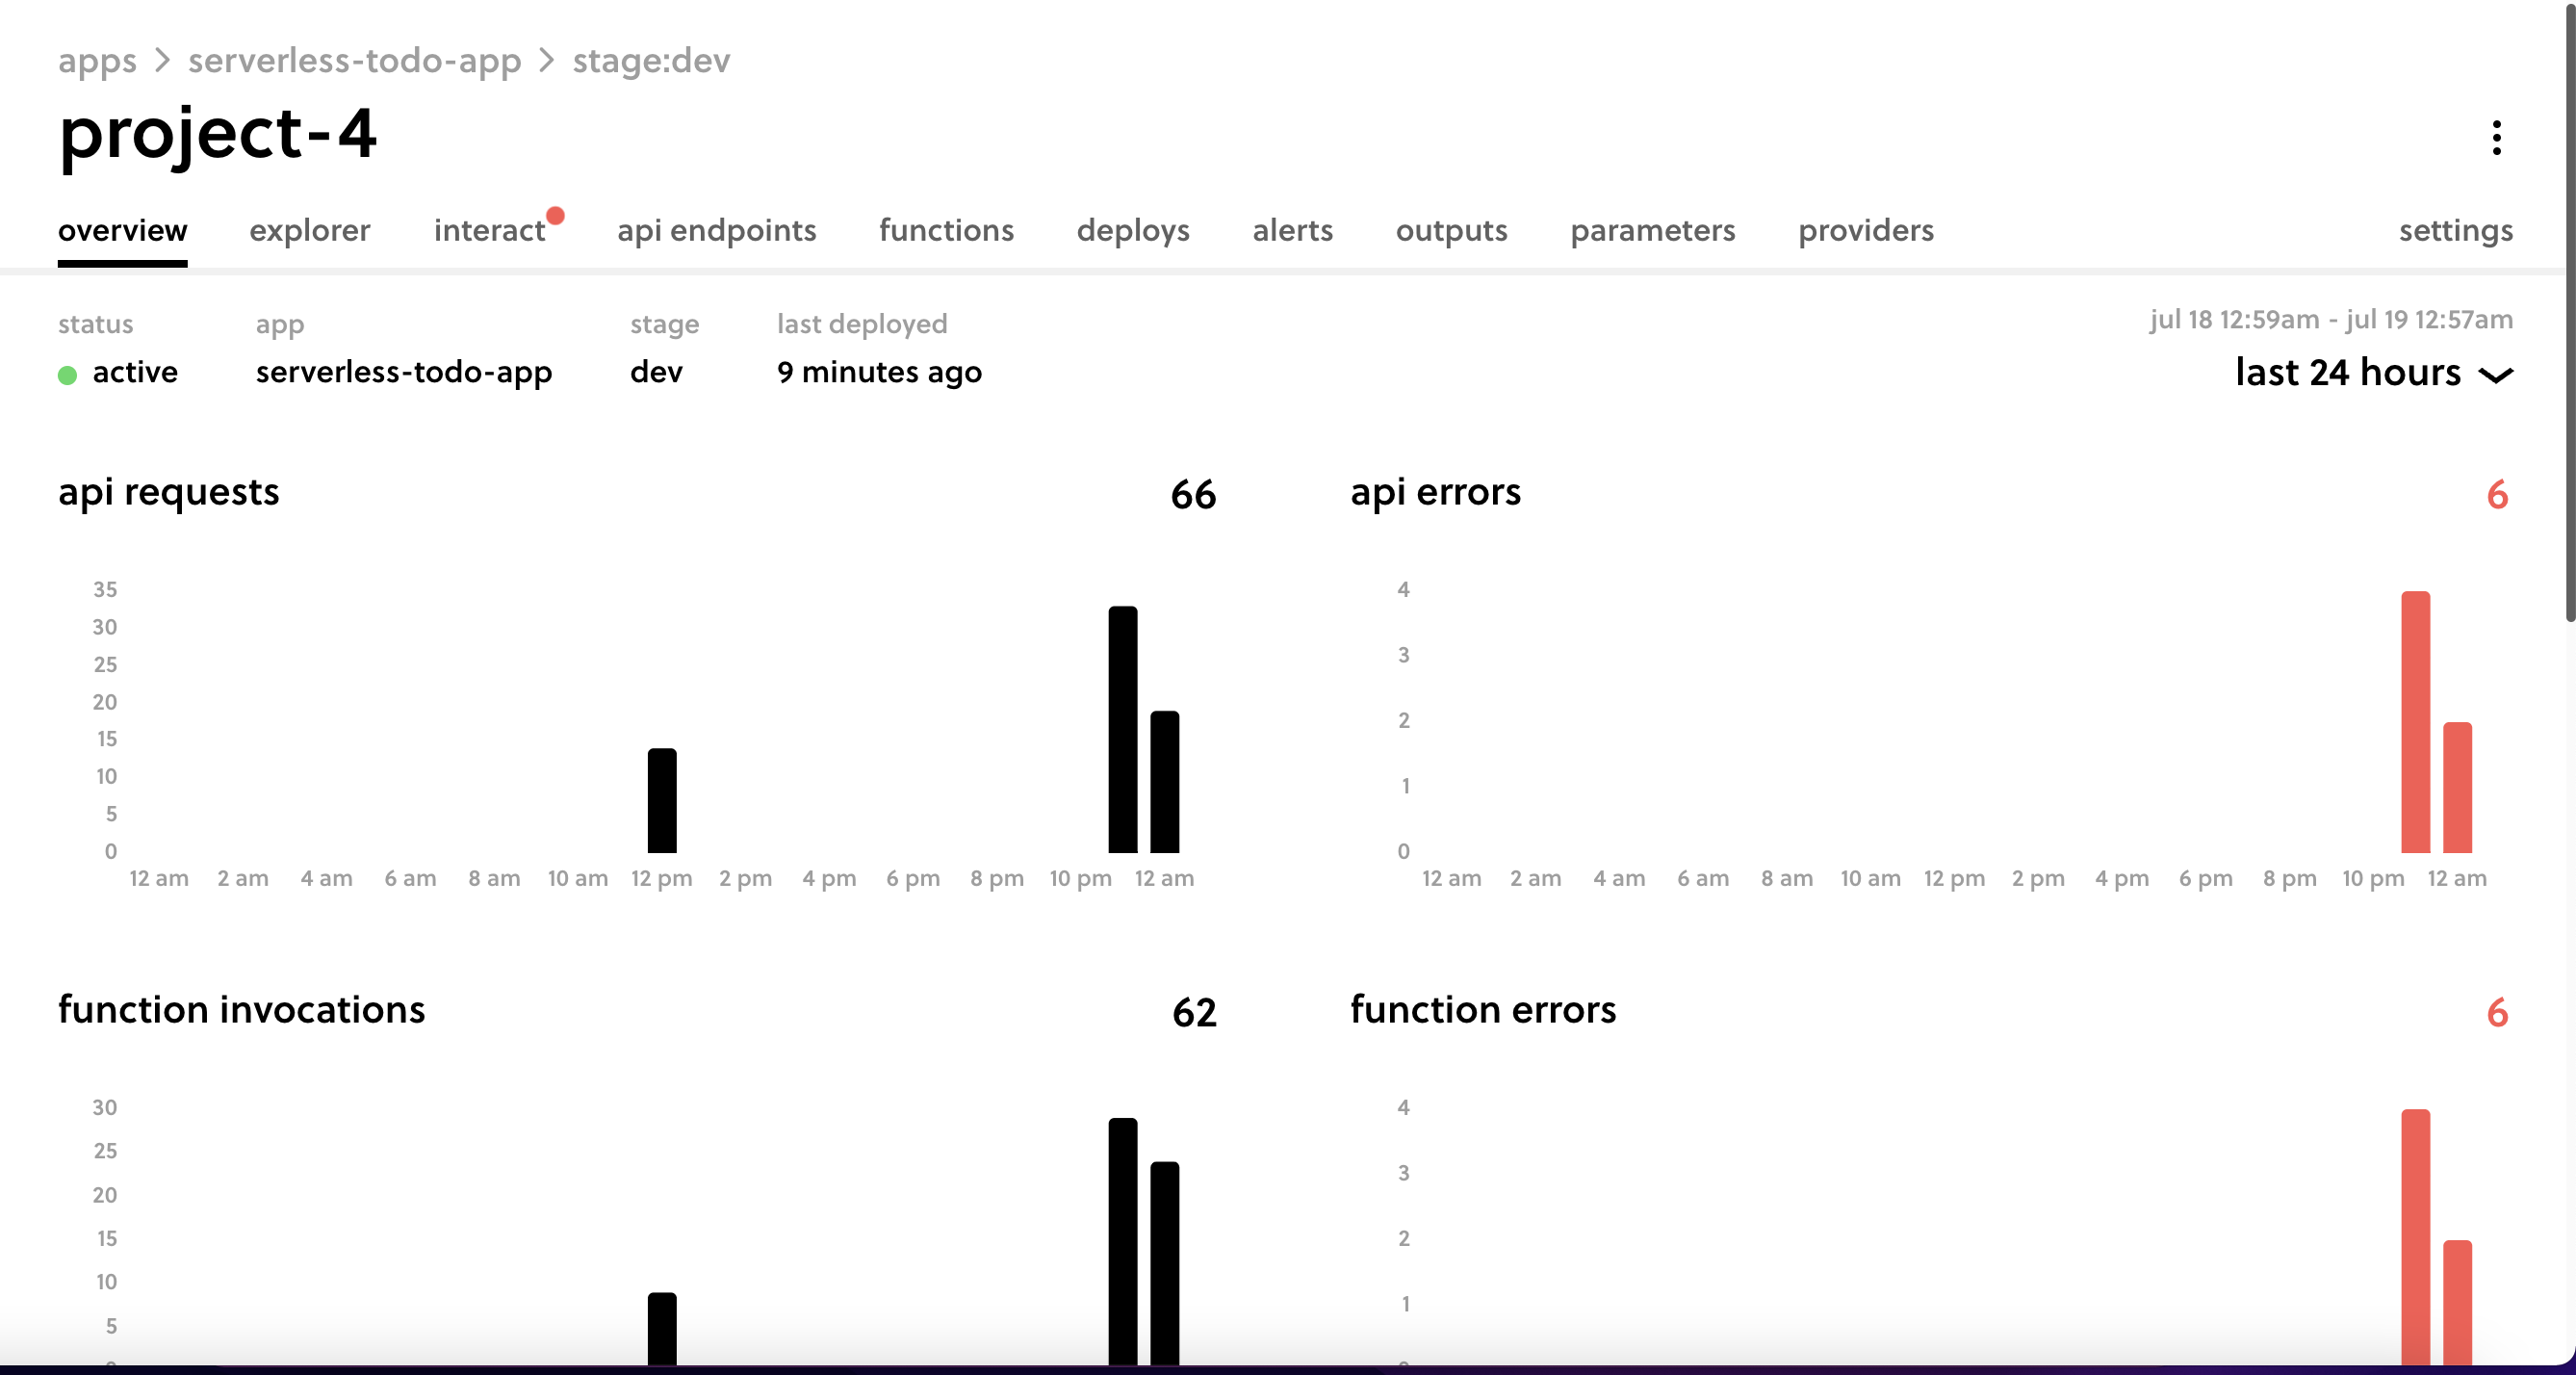 apps > serverless-todo-app > stage:dev
project-4
overview explorer interact api endpoints functions deploys alerts outputs parameters providers settings
status app stage last deployed jul 18 12:59am - jul 19 12:57am
active serverless-todo-app dev 9 minutes ago last 24 hours
api requests 66
35
30
25
20
15
10
5
0
12 am 2 am 4 am 6 am 8 am 10 am 12 pm 2 pm 4 pm 6 pm 8 pm 10 pm 12 am
api errors 6
4
3
2
1
0
12 am 2 am 4 am 6 am 8 am 10 am 12 pm 2 pm 4 pm 6 pm 8 pm 10 pm 12 am
function invocations 62
30
25
20
15
10
5
function errors 6
4
3
2
1